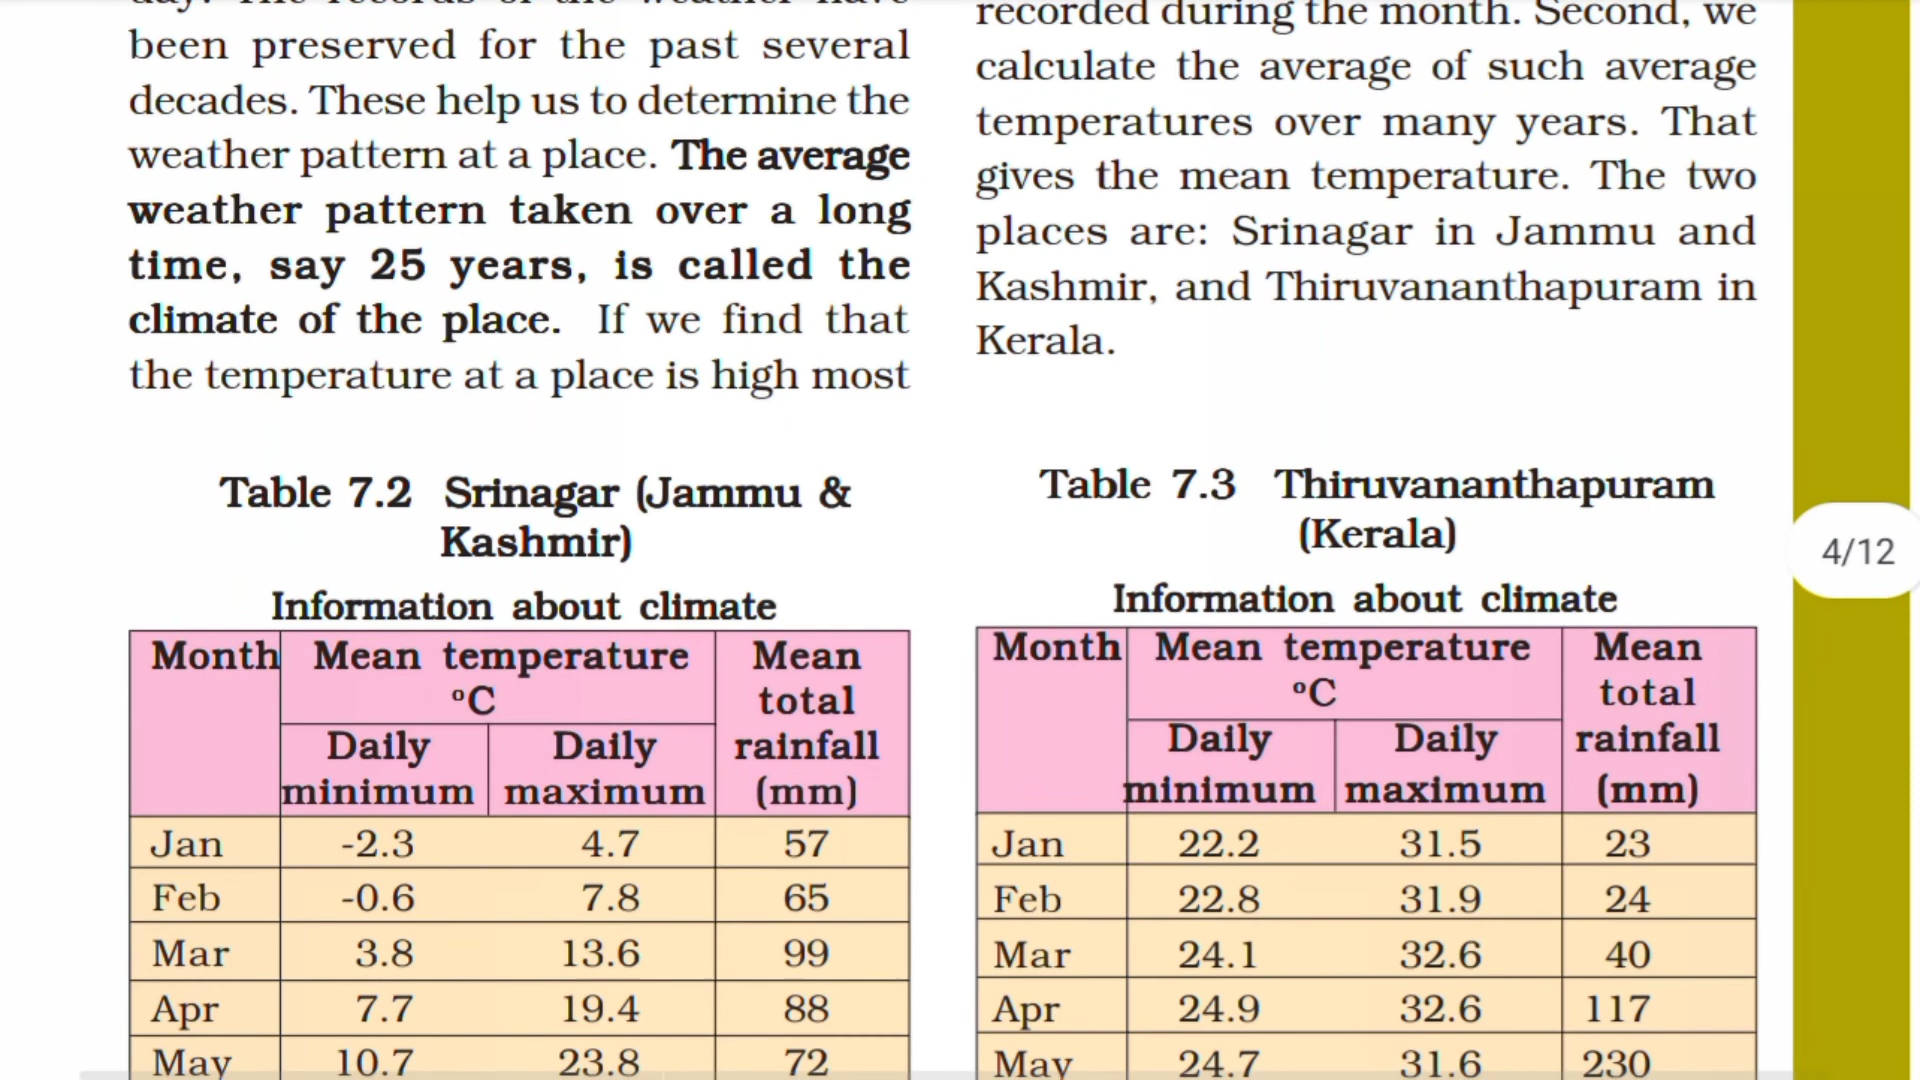 been preserved for the past several
decades. These help us to determine the
weather pattern at a place. The average
weather pattern taken over a long
time, say 25 years, is called the
climate of the place. If we find that
the temperature at a place is high most
recorded during the month. Second, we
calculate the average of such average
temperatures over many years. That
gives the mean temperature. The two
places are: Srinagar in Jammu and
Kashmir, and Thiruvananthapuram in
Kerala.
4/12
Table 7.2 Srinagar (Jammu &
Kashmir)
Information about climate
Month Mean temperature Mean
°C total
Daily Daily rainfall
minimum maximum (mm)
Jan -2.3 4.7 57
Feb -0.6 7.8 65
Mar 3.8 13.6 99
Apr 7.7 19.4 88
May 10.7 23.8 72
Table 7.3 Thiruvananthapuram
(Kerala)
Information about climate
Month Mean temperature Mean
°C total
Daily Daily rainfall
minimum maximum (mm)
Jan 22.2 31.5 23
Feb 22.8 31.9 24
Mar 24.1 32.6 40
Apr 24.9 32.6 117
May 24.7 31.6 230